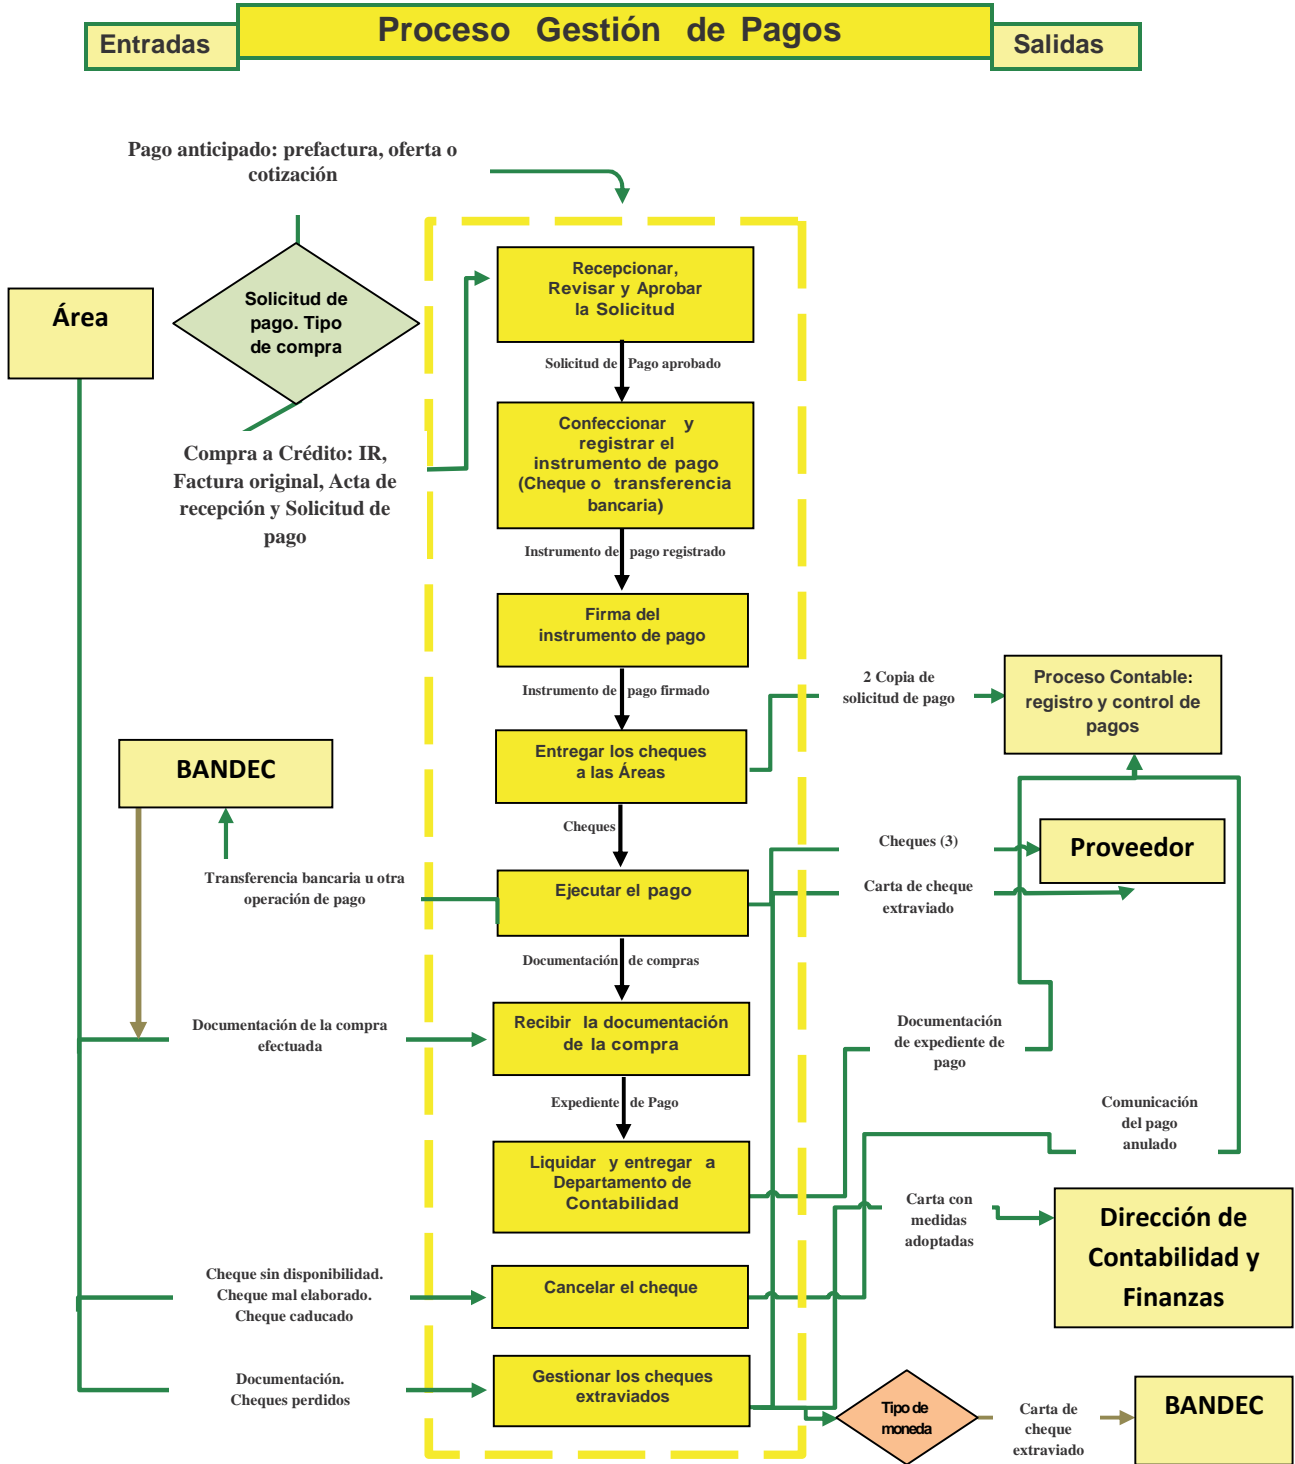 Entradas
Proceso Gestión de Pagos
Salidas
Pago anticipado: prefactura, oferta o
cotización
Área
Solicitud de
pago. Tipo
de compra
Recepcionar,
Revisar y Aprobar
la Solicitud
Solicitud de Pago aprobado
Compra a Crédito: IR,
Factura original, Acta de
recepción y Solicitud de
pago
Confeccionar y
registrar el
instrumento de pago
(Cheque o transferencia
bancaria)
Instrumento de pago registrado
Firma del
instrumento de pago
Instrumento de pago firmado
2 Copia de
solicitud de pago
Proceso Contable:
registro y control de
pagos
BANDEC
Entregar los cheques
a las Áreas
Cheques
Cheques (3)
Proveedor
Transferencia bancaria u otra
operación de pago
Ejecutar el pago
Carta de cheque
extraviado
Documentación de compras
Documentación de la compra
efectuada
Recibir la documentación
de la compra
Documentación
de expediente de
pago
Expediente de Pago
Comunicación
del pago
anulado
Liquidar y entregar a
Departamento de
Contabilidad
Carta con
medidas
adoptadas
Dirección de
Contabilidad y
Finanzas
Cheque sin disponibilidad.
Cheque mal elaborado.
Cheque caducado
Cancelar el cheque
Documentación.
Cheques perdidos
Gestionar los cheques
extraviados
Tipo de
moneda
Carta de
cheque
extraviado
BANDEC